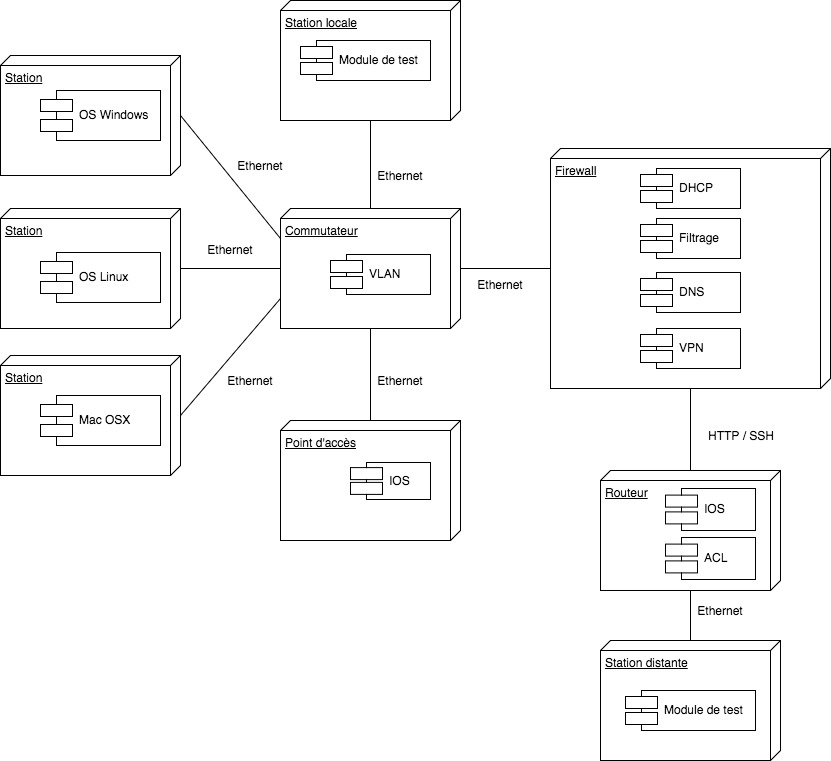 Station locale
Module de test
Station
OS Windows
Ethernet
Ethernet
Firewall
DHCP
Filtrage
DNS
VPN
Station
OS Linux
Ethernet
Commutateur
VLAN
Ethernet
Station
Mac OSX
Ethernet
Ethernet
Point d'accès
IOS
HTTP / SSH
Routeur
IOS
ACL
Ethernet
Station distante
Module de test